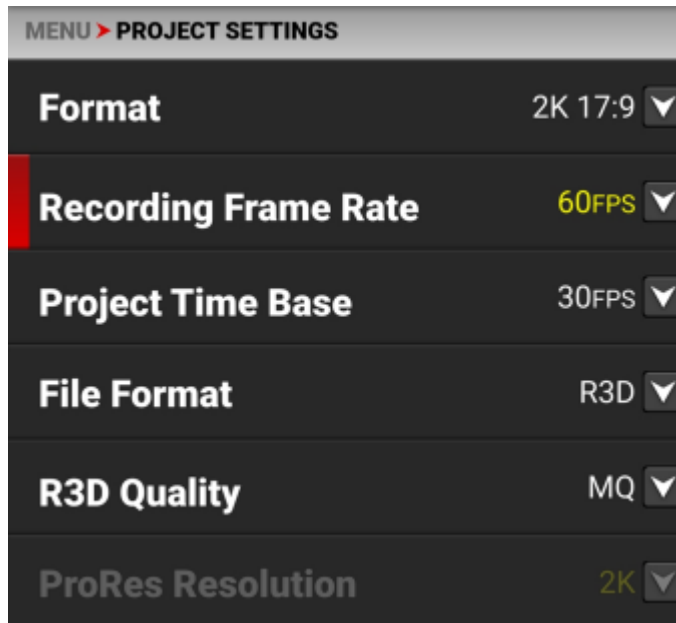 MENU ➤ PROJECT SETTINGS
Format 2K 17:9
Recording Frame Rate 60FPS
Project Time Base 30FPS
File Format R3D
R3D Quality MQ
ProRes Resolution 2K